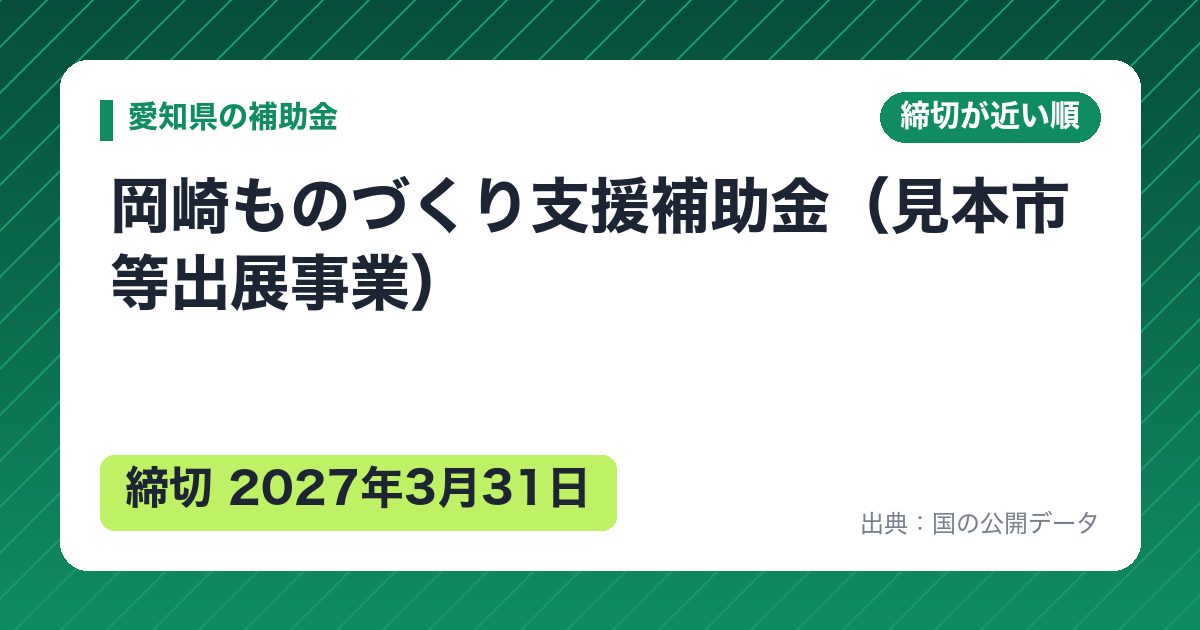 愛知県の補助金
締切が近い順
岡崎ものづくり支援補助金（見本市
等出展事業）
締切 2027年3月31日
出典：国の公開データ